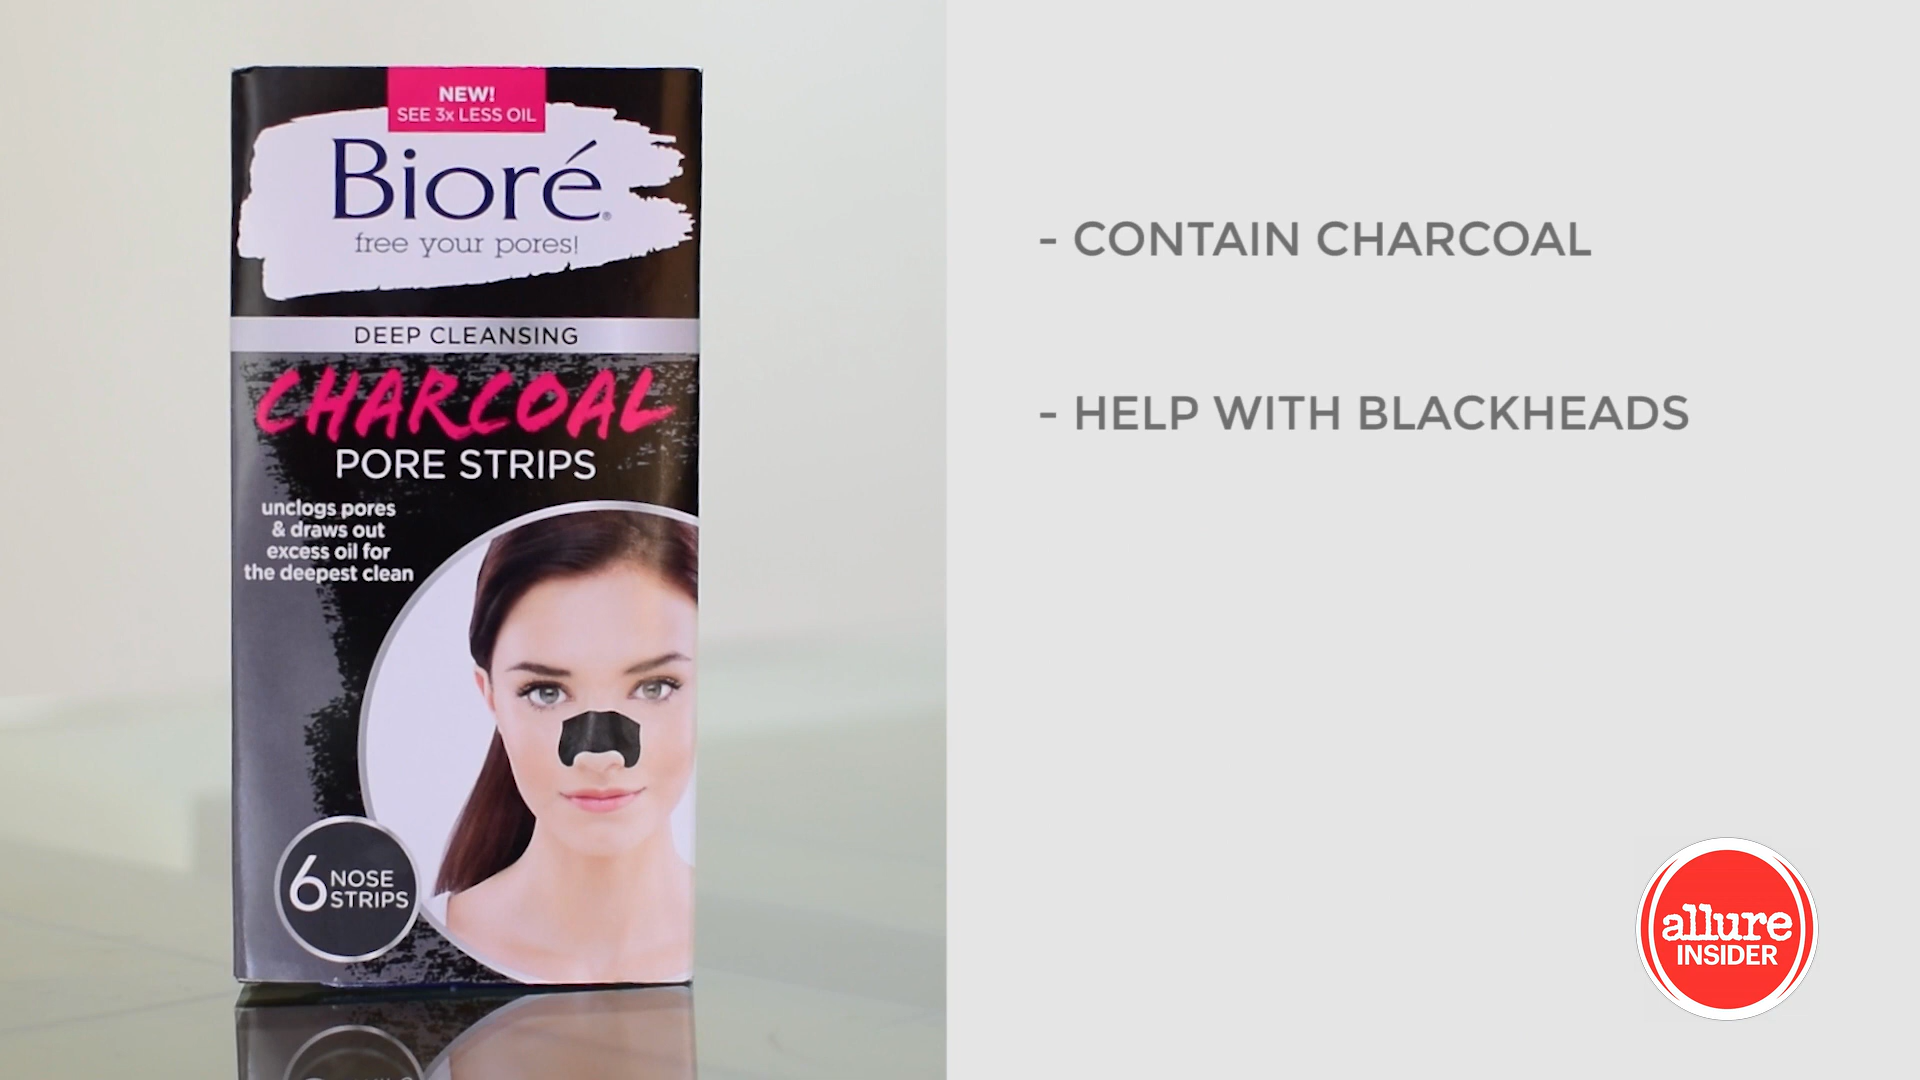 NEW!
SEE 3x LESS OIL
Bioré®
free your pores!
DEEP CLEANSING
CHARCOAL
PORE STRIPS
unclogs pores
& draws out
excess oil for
the deepest clean
6 NOSE
STRIPS
- CONTAIN CHARCOAL
- HELP WITH BLACKHEADS
allure
INSIDER